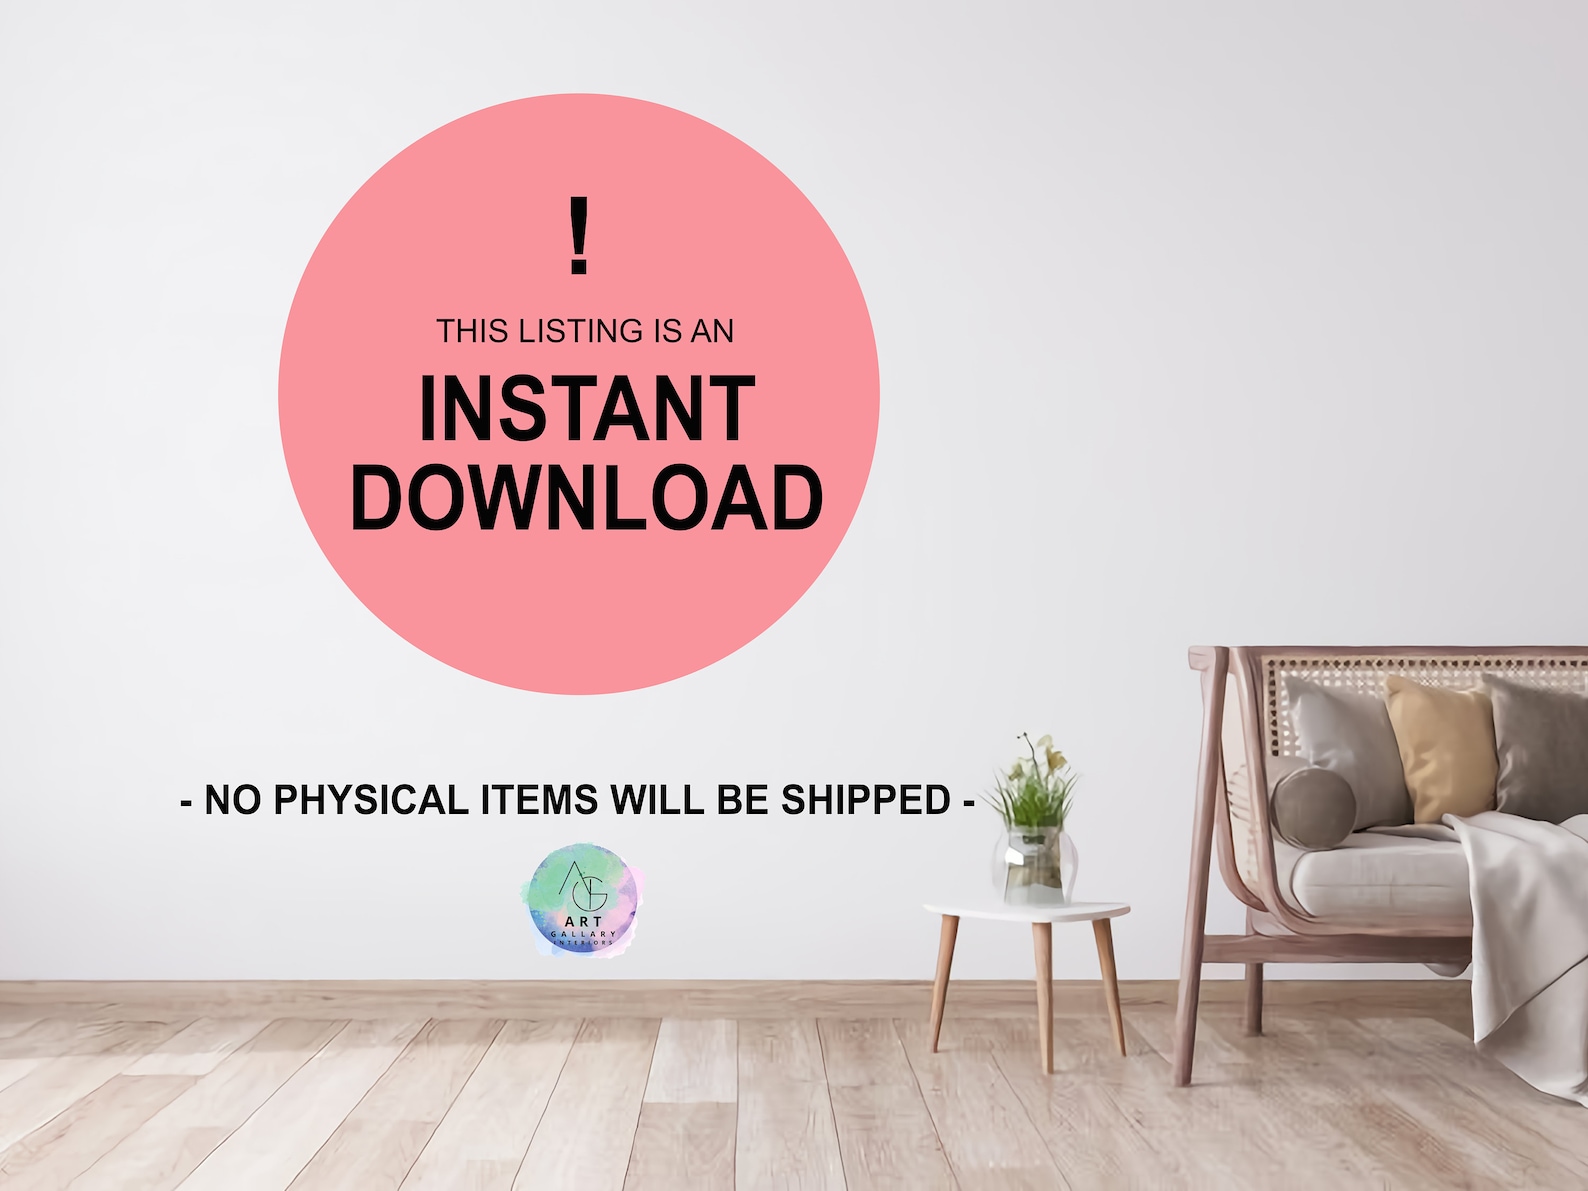 !
THIS LISTING IS AN
INSTANT
DOWNLOAD
- NO PHYSICAL ITEMS WILL BE SHIPPED -
AG
ART
GALLARY
INTERIORS